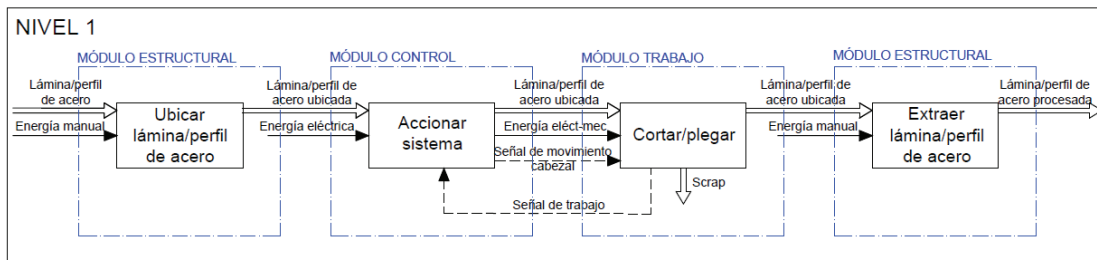 NIVEL 1
MÓDULO ESTRUCTURAL
MÓDULO CONTROL
MÓDULO TRABAJO
MÓDULO ESTRUCTURAL
Lámina/perfil
de acero
Energía manual
Ubicar
lámina/perfil
de acero
Lámina/perfil de
acero ubicada
Energía eléctrica
Accionar
sistema
Lámina/perfil de
acero ubicada
Energía eléct-mec
Señal de movimiento
cabezal
Señal de trabajo
Cortar/plegar
Scrap
Lámina/perfil de
acero ubicada
Energía manual
Extraer
lámina/perfil
de acero
Lámina/perfil de
acero procesada